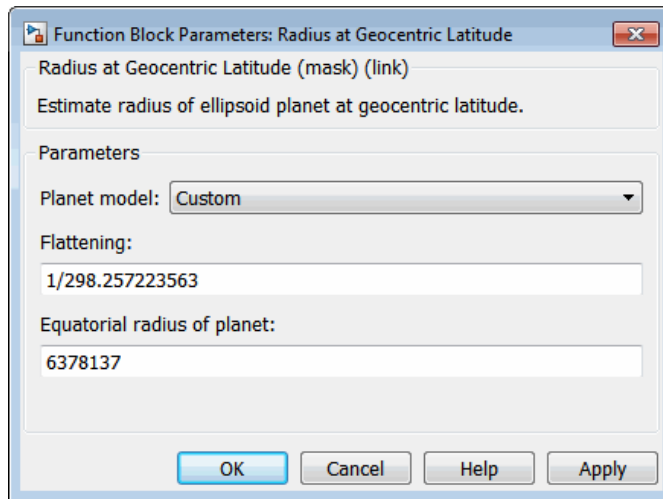 Function Block Parameters: Radius at Geocentric Latitude
Radius at Geocentric Latitude (mask) (link)
Estimate radius of ellipsoid planet at geocentric latitude.
Parameters
Planet model: Custom
Flattening:
1/298.257223563
Equatorial radius of planet:
6378137
OK Cancel Help Apply